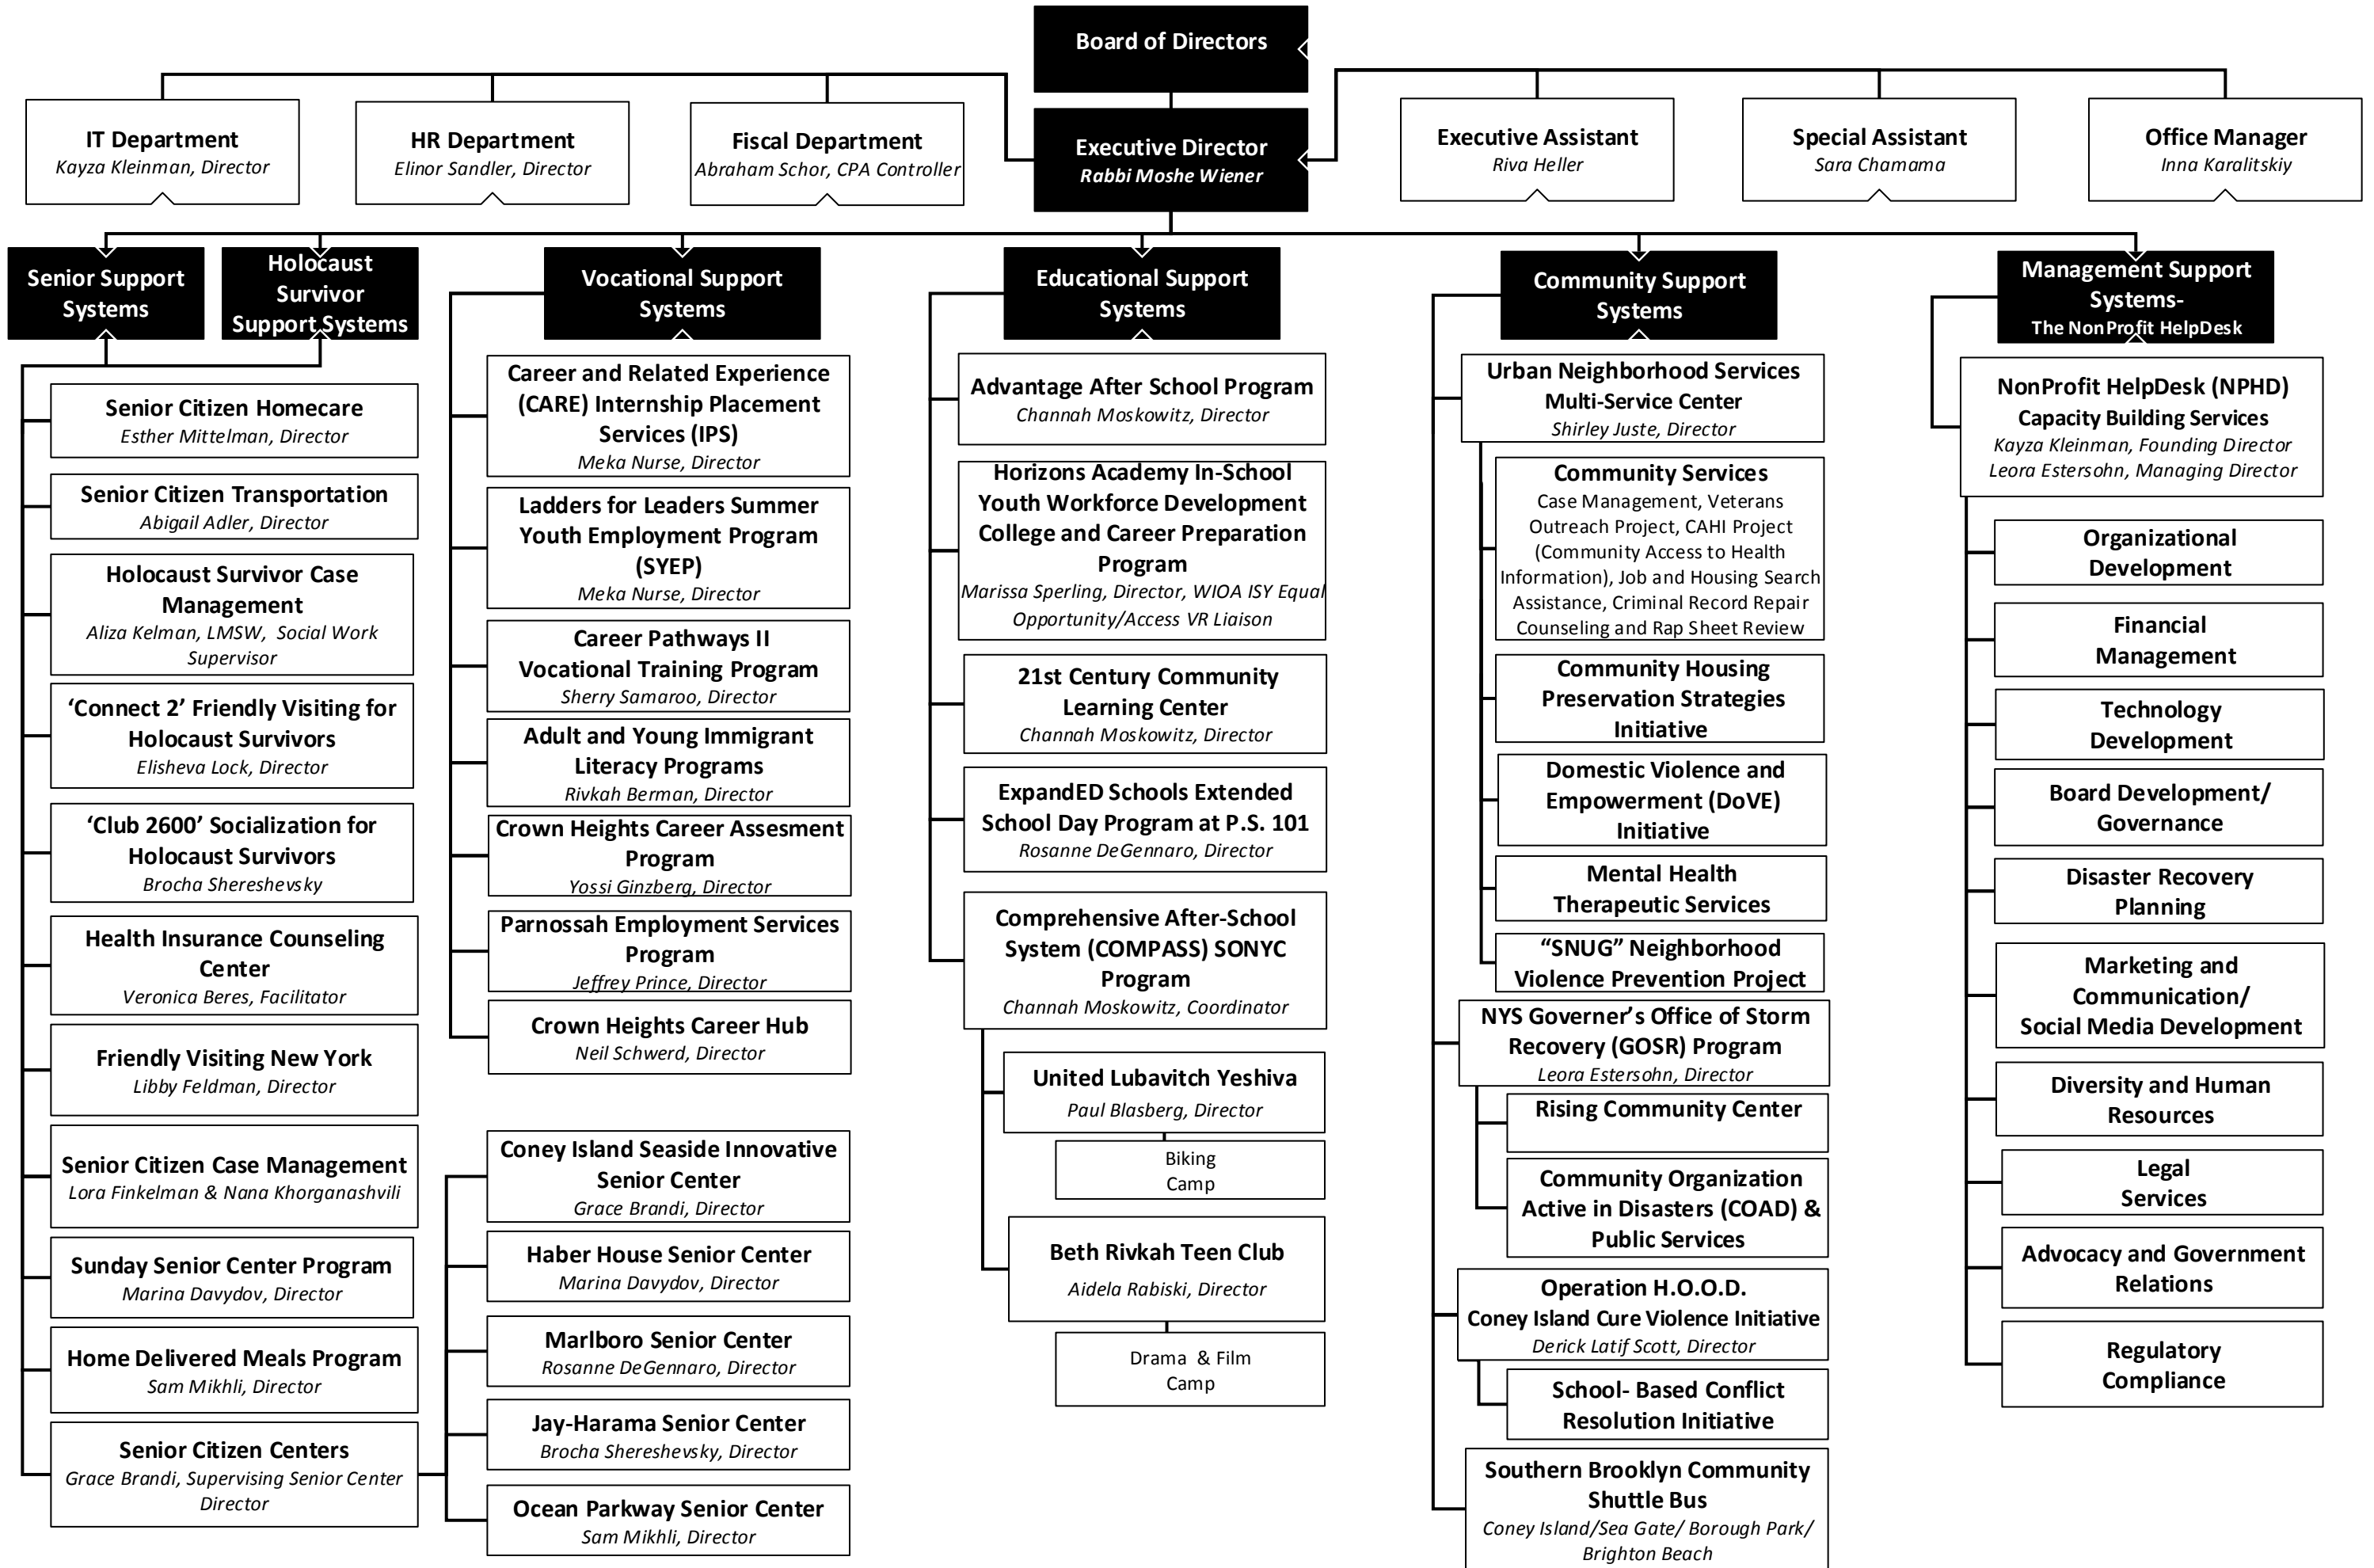 Board of Directors
IT Department
Kayza Kleinman, Director
HR Department
Elinor Sandler, Director
Fiscal Department
Abraham Schor, CPA Controller
Executive Director
Rabbi Moshe Wiener
Executive Assistant
Riva Heller
Special Assistant
Sara Chamama
Office Manager
Inna Karalitskiy
Senior Support
Systems
Holocaust
Survivor
Support Systems
Vocational Support
Systems
Educational Support
Systems
Community Support
Systems
Management Support
Systems-
The NonProfit HelpDesk
Senior Citizen Homecare
Esther Mittelman, Director
Senior Citizen Transportation
Abigail Adler, Director
Holocaust Survivor Case
Management
Aliza Kelman, LMSW, Social Work
Supervisor
‘Connect 2’ Friendly Visiting for
Holocaust Survivors
Elisheva Lock, Director
‘Club 2600’ Socialization for
Holocaust Survivors
Brocha Shereshevsky
Health Insurance Counseling
Center
Veronica Beres, Facilitator
Friendly Visiting New York
Libby Feldman, Director
Senior Citizen Case Management
Lora Finkelman & Nana Khorganashvili
Sunday Senior Center Program
Marina Davydov, Director
Home Delivered Meals Program
Sam Mikhli, Director
Senior Citizen Centers
Grace Brandi, Supervising Senior Center
Director
Career and Related Experience
(CARE) Internship Placement
Services (IPS)
Meka Nurse, Director
Ladders for Leaders Summer
Youth Employment Program
(SYEP)
Meka Nurse, Director
Career Pathways II
Vocational Training Program
Sherry Samaroo, Director
Adult and Young Immigrant
Literacy Programs
Rivkah Berman, Director
Crown Heights Career Assesment
Program
Yossi Ginzberg, Director
Parnossah Employment Services
Program
Jeffrey Prince, Director
Crown Heights Career Hub
Neil Schwerd, Director
Coney Island Seaside Innovative
Senior Center
Grace Brandi, Director
Haber House Senior Center
Marina Davydov, Director
Marlboro Senior Center
Rosanne DeGennaro, Director
Jay-Harama Senior Center
Brocha Shereshevsky, Director
Ocean Parkway Senior Center
Sam Mikhli, Director
Advantage After School Program
Channah Moskowitz, Director
Horizons Academy In-School
Youth Workforce Development
College and Career Preparation
Program
Marissa Sperling, Director, WIOA ISY Equal
Opportunity/Access VR Liaison
21st Century Community
Learning Center
Channah Moskowitz, Director
ExpandED Schools Extended
School Day Program at P.S. 101
Rosanne DeGennaro, Director
Comprehensive After-School
System (COMPASS) SONYC
Program
Channah Moskowitz, Coordinator
United Lubavitch Yeshiva
Paul Blasberg, Director
Biking
Camp
Beth Rivkah Teen Club
Aidela Rabiski, Director
Drama & Film
Camp
Urban Neighborhood Services
Multi-Service Center
Shirley Juste, Director
Community Services
Case Management, Veterans
Outreach Project, CAHI Project
(Community Access to Health
Information), Job and Housing Search
Assistance, Criminal Record Repair
Counseling and Rap Sheet Review
Community Housing
Preservation Strategies
Initiative
Domestic Violence and
Empowerment (DoVE)
Initiative
Mental Health
Therapeutic Services
“SNUG” Neighborhood
Violence Prevention Project
NYS Governer’s Office of Storm
Recovery (GOSR) Program
Leora Estersohn, Director
Rising Community Center
Community Organization
Active in Disasters (COAD) &
Public Services
Operation H.O.O.D.
Coney Island Cure Violence Initiative
Derick Latif Scott, Director
School- Based Conflict
Resolution Initiative
Southern Brooklyn Community
Shuttle Bus
Coney Island/Sea Gate/ Borough Park/
Brighton Beach
NonProfit HelpDesk (NPHD)
Capacity Building Services
Kayza Kleinman, Founding Director
Leora Estersohn, Managing Director
Organizational
Development
Financial
Management
Technology
Development
Board Development/
Governance
Disaster Recovery
Planning
Marketing and
Communication/
Social Media Development
Diversity and Human
Resources
Legal
Services
Advocacy and Government
Relations
Regulatory
Compliance